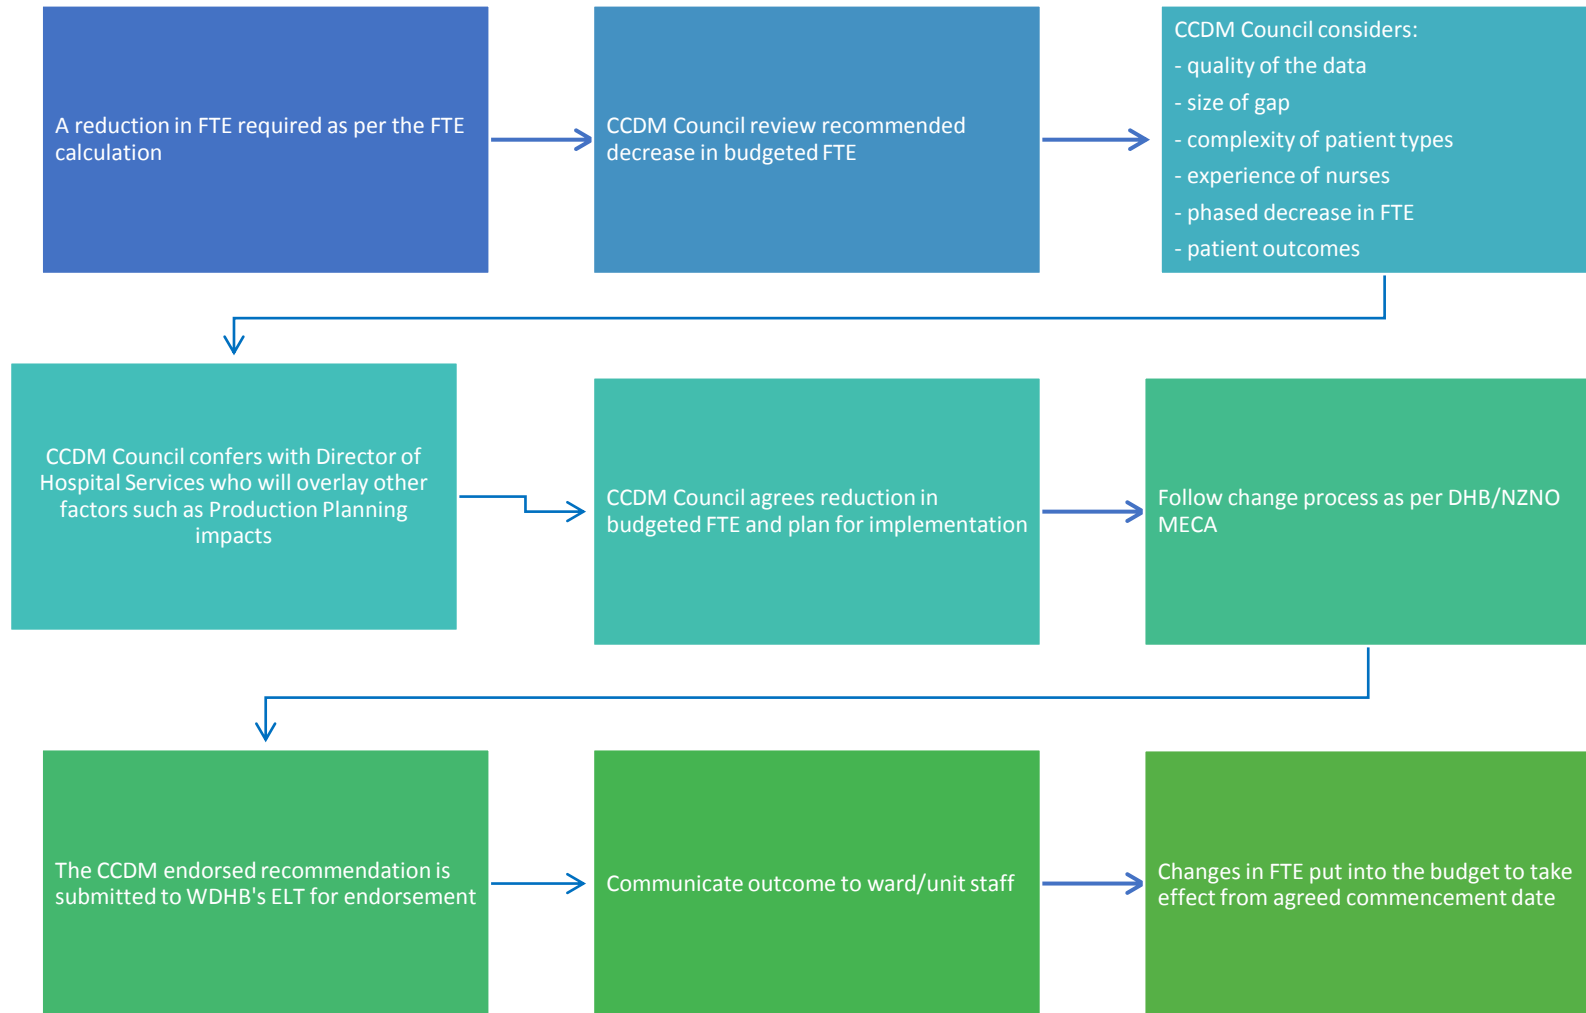 A reduction in FTE required as per the FTE
calculation
CCDM Council review recommended
decrease in budgeted FTE
CCDM Council considers:
- quality of the data
- size of gap
- complexity of patient types
- experience of nurses
- phased decrease in FTE
- patient outcomes
CCDM Council confers with Director of
Hospital Services who will overlay other
factors such as Production Planning
impacts
CCDM Council agrees reduction in
budgeted FTE and plan for implementation
Follow change process as per DHB/NZNO
MECA
The CCDM endorsed recommendation is
submitted to WDHB's ELT for endorsement
Communicate outcome to ward/unit staff
Changes in FTE put into the budget to take
effect from agreed commencement date